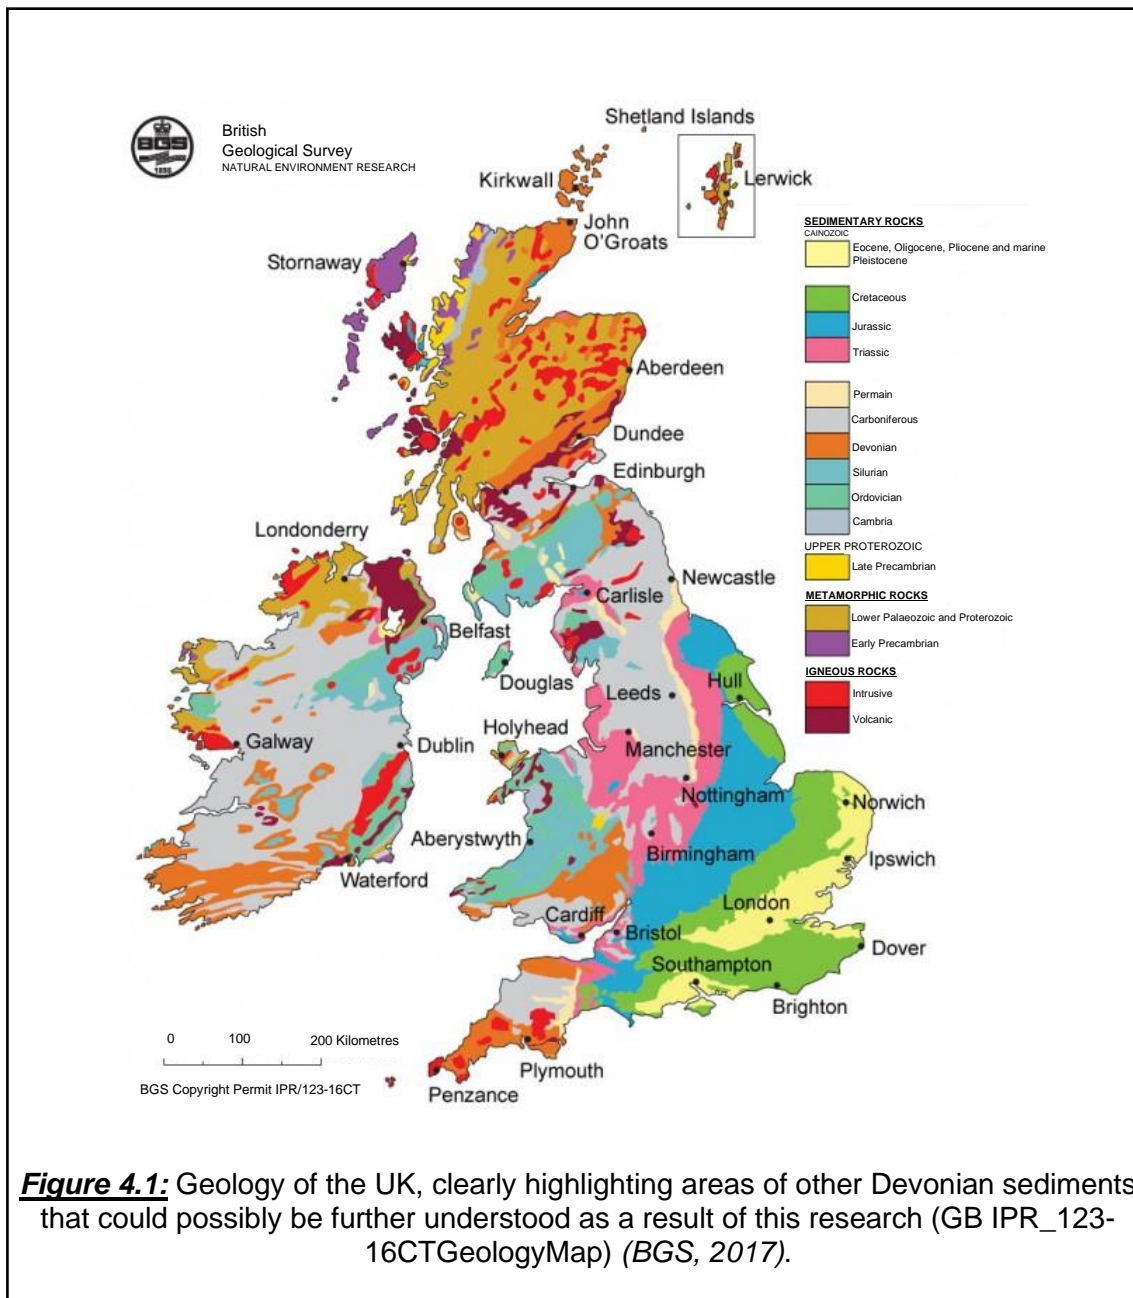 British
Geological Survey
NATURAL ENVIRONMENT RESEARCH
BGS
1835
Shetland Islands
Kirkwall
Lerwick
John
O'Groats
Stornaway
SEDIMENTARY ROCKS
CAINOZOIC
Eocene, Oligocene, Pliocene and marine
Pleistocene
Cretaceous
Jurassic
Triassic
Permain
Carboniferous
Devonian
Silurian
Ordovician
Cambria
UPPER PROTEROZOIC
Late Precambrian
METAMORPHIC ROCKS
Lower Palaeozoic and Proterozoic
Early Precambrian
IGNEOUS ROCKS
Intrusive
Volcanic
Aberdeen
Dundee
Edinburgh
Londonderry
Newcastle
Carlisle
Belfast
Douglas
Leeds
Hull
Holyhead
Galway
Dublin
Manchester
Nottingham
Norwich
Aberystwyth
Birmingham
Ipswich
Waterford
London
Cardiff
Bristol
Dover
Southampton
Brighton
0 100 200 Kilometres
Plymouth
BGS Copyright Permit IPR/123-16CT
Penzance
Figure 4.1: Geology of the UK, clearly highlighting areas of other Devonian sediments
that could possibly be further understood as a result of this research (GB IPR_123-
16CTGeologyMap) (BGS, 2017).